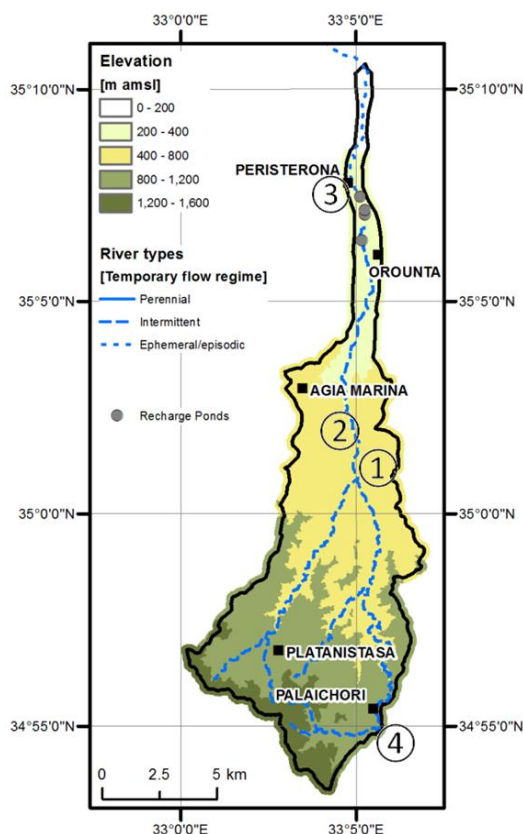 33°0'0"E 33°5'0"E
Elevation
[m amsl]
0 - 200
200 - 400
400 - 800
800 - 1,200
1,200 - 1,600
River types
[Temporary flow regime]
Perennial
Intermittent
Ephemeral/episodic
Recharge Ponds
35°10'0"N 35°10'0"N
PERISTERONA
3
OROUNTA
35°5'0"N 35°5'0"N
AGIA MARINA
2
1
35°0'0"N 35°0'0"N
PLATANISTASA
PALAICHORI
34°55'0"N 34°55'0"N
4
0 2.5 5 km
33°0'0"E 33°5'0"E